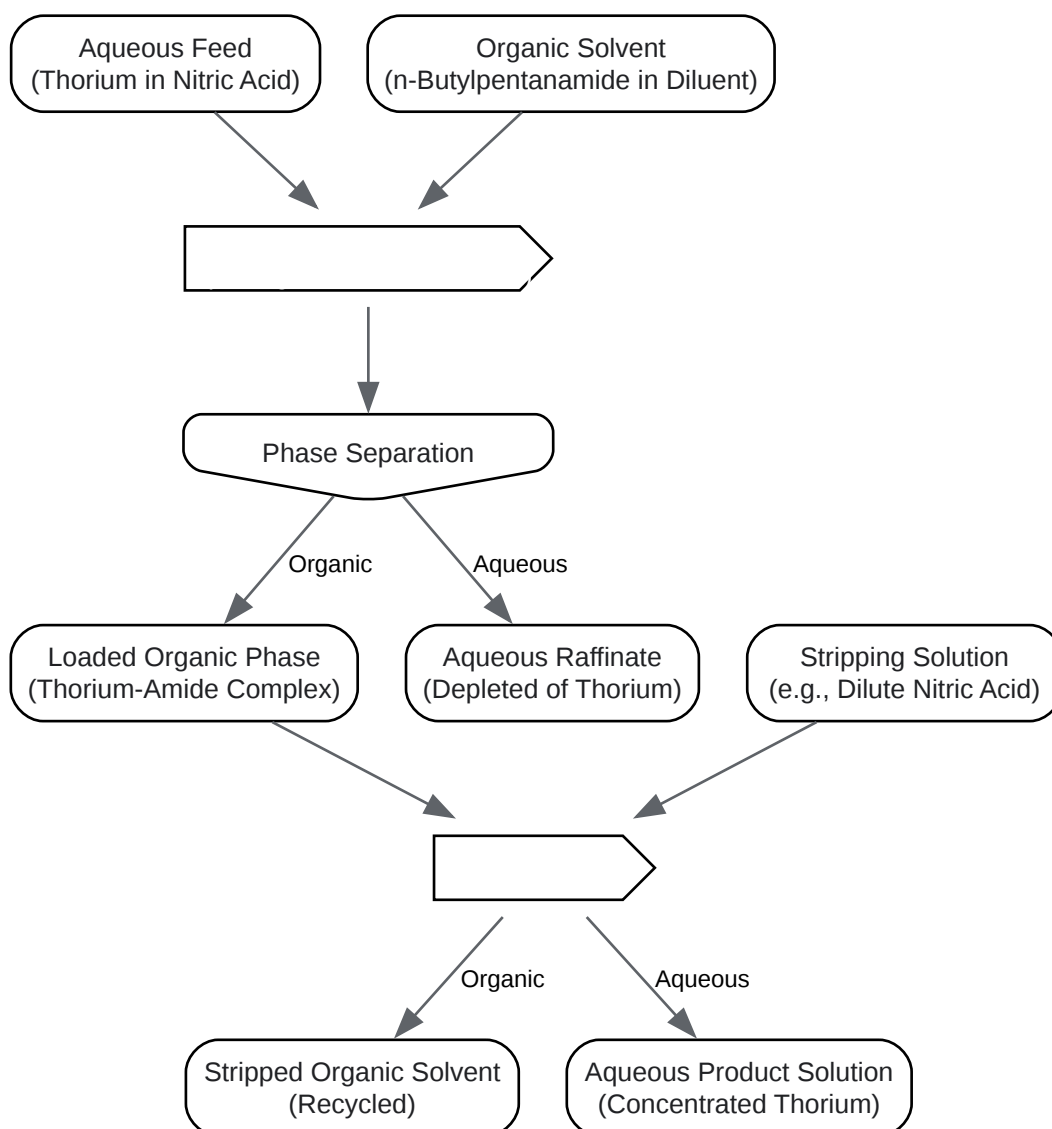 Aqueous Feed
(Thorium in Nitric Acid)
Organic Solvent
(n-Butylpentanamide in Diluent)
Phase Separation
Organic
Aqueous
Loaded Organic Phase
(Thorium-Amide Complex)
Aqueous Raffinate
(Depleted of Thorium)
Stripping Solution
(e.g., Dilute Nitric Acid)
Organic
Aqueous
Stripped Organic Solvent
(Recycled)
Aqueous Product Solution
(Concentrated Thorium)